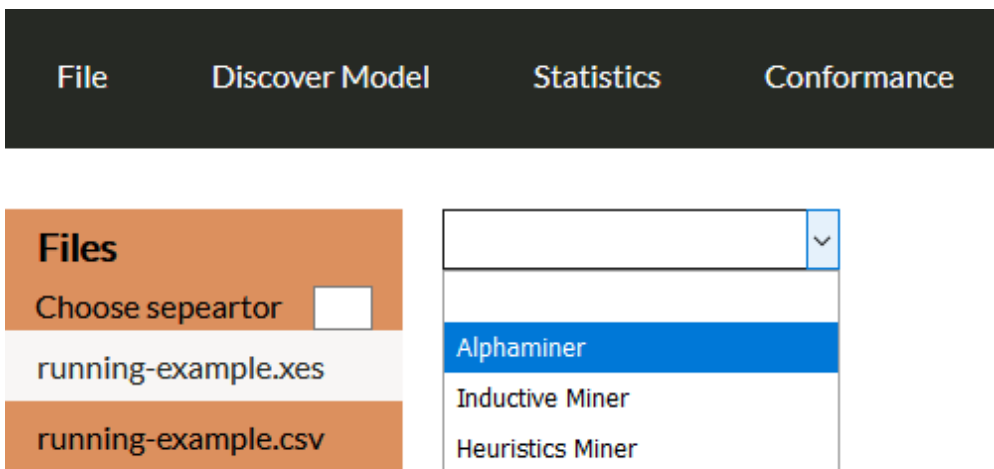 File Discover Model Statistics Conformance
Files
Choose sepeartor
running-example.xes
running-example.csv
Alphaminer
Inductive Miner
Heuristics Miner